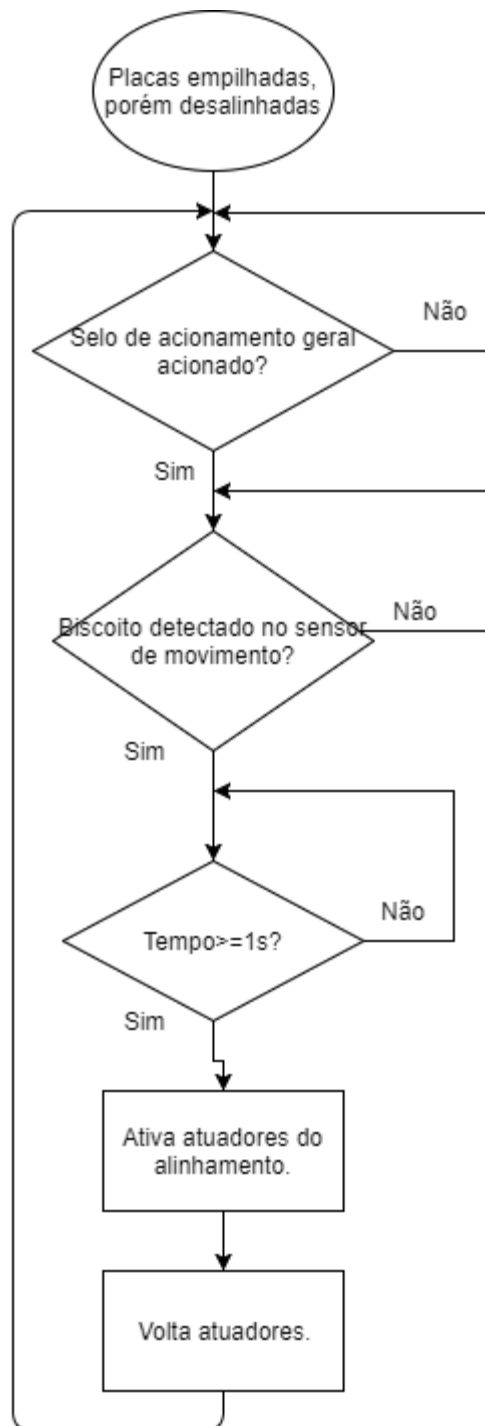 Placas empilhadas,
porém desalinhadas
Não
Selo de acionamento geral
acionado?
Sim
Não
Biscoito detectado no sensor
de movimento?
Sim
Não
Tempo>=1s?
Sim
Ativa atuadores do
alinhamento.
Volta atuadores.